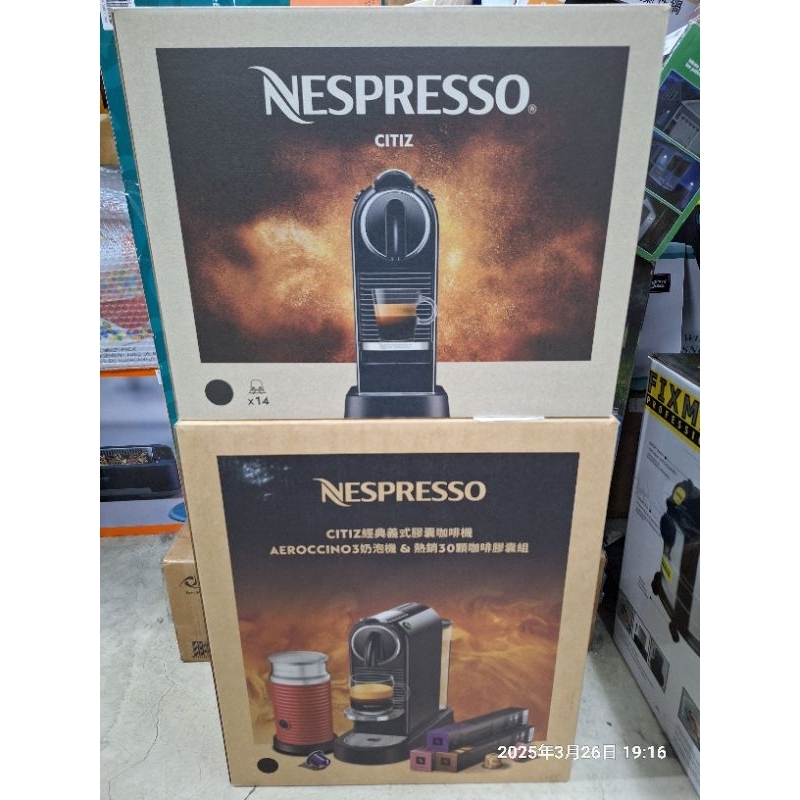 NESPRESSO
CITIZ
x14
FIXM
PROFESSI
NESPRESSO
CITIZ經典義式膠囊咖啡機
AEROCCINO3奶泡機 & 熱銷30顆咖啡膠囊組
2025年3月26日 19:16